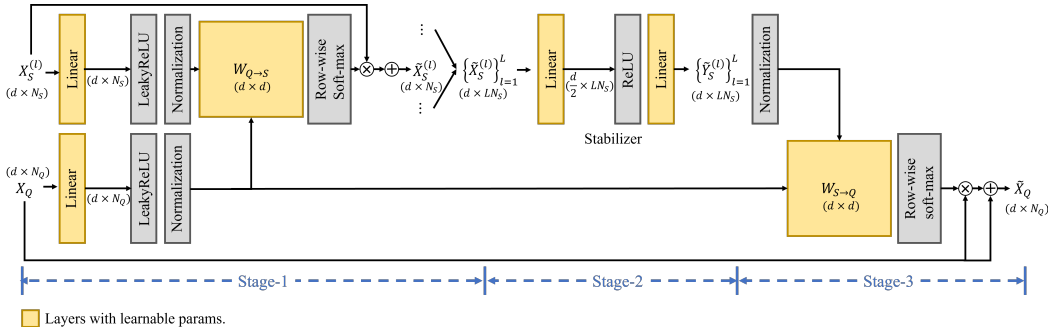 X_S^{(l)}
(d × N_S)
Linear
(d × N_S)
LeakyReLU
Normalization
W_{Q→S}
(d × d)
Row-wise
Soft-max
⊗
⊕
X̃_S^{(l)}
(d × N_S)
⋮
⋮
{X̃_S^{(l)}}_{l=1}^{L}
(d × LN_S)
Linear
(d/2 × LN_S)
ReLU
Linear
{Ỹ_S^{(l)}}_{l=1}^{L}
(d × LN_S)
Normalization
Stabilizer
(d × N_Q)
X_Q
Linear
(d × N_Q)
LeakyReLU
Normalization
W_{S→Q}
(d × d)
Row-wise
soft-max
⊗
⊕
X̃_Q
(d × N_Q)
Stage-1
Stage-2
Stage-3
Layers with learnable params.